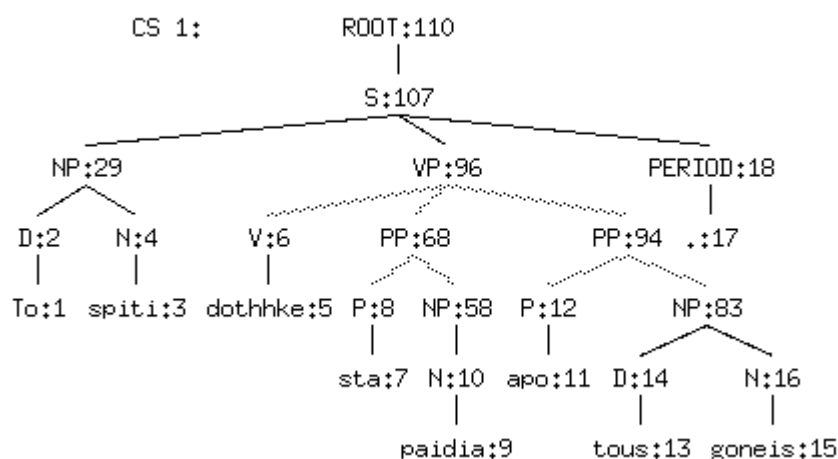 CS 1: ROOT:110
S:107
NP:29 VP:96 PERIOD:18
D:2 N:4 V:6 PP:68 PP:94 .:17
To:1 spiti:3 dothhke:5 P:8 NP:58 P:12 NP:83
sta:7 N:10 apo:11 D:14 N:16
paidia:9 tous:13 goneis:15